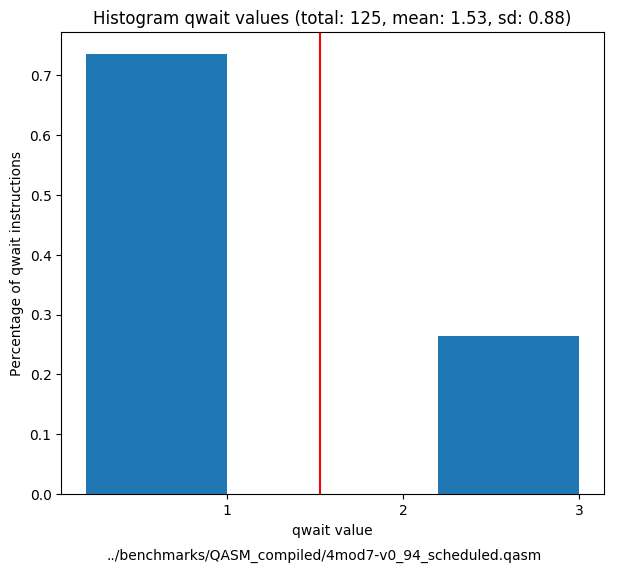 Histogram qwait values (total: 125, mean: 1.53, sd: 0.88)
Percentage of qwait instructions
0.7
0.6
0.5
0.4
0.3
0.2
0.1
0.0
1 2 3
qwait value
../benchmarks/QASM_compiled/4mod7-v0_94_scheduled.qasm